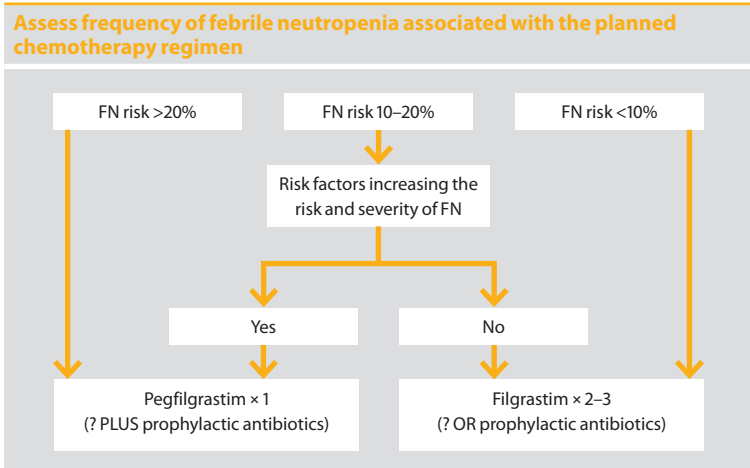 Assess frequency of febrile neutropenia associated with the planned
chemotherapy regimen
FN risk >20%
FN risk 10–20%
FN risk <10%
Risk factors increasing the
risk and severity of FN
Yes
No
Pegfilgrastim × 1
(? PLUS prophylactic antibiotics)
Filgrastim × 2–3
(? OR prophylactic antibiotics)